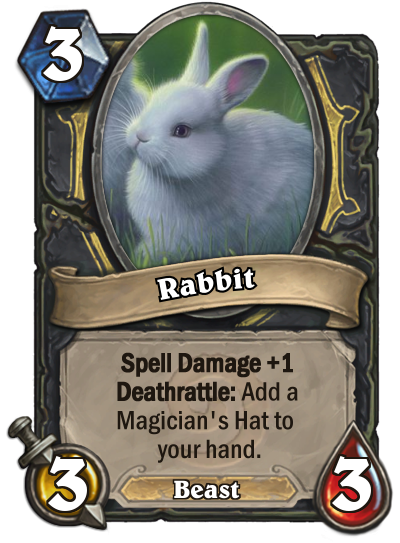 3
Rabbit
Spell Damage +1
Deathrattle: Add a
Magician's Hat to
your hand.
3
Beast
3